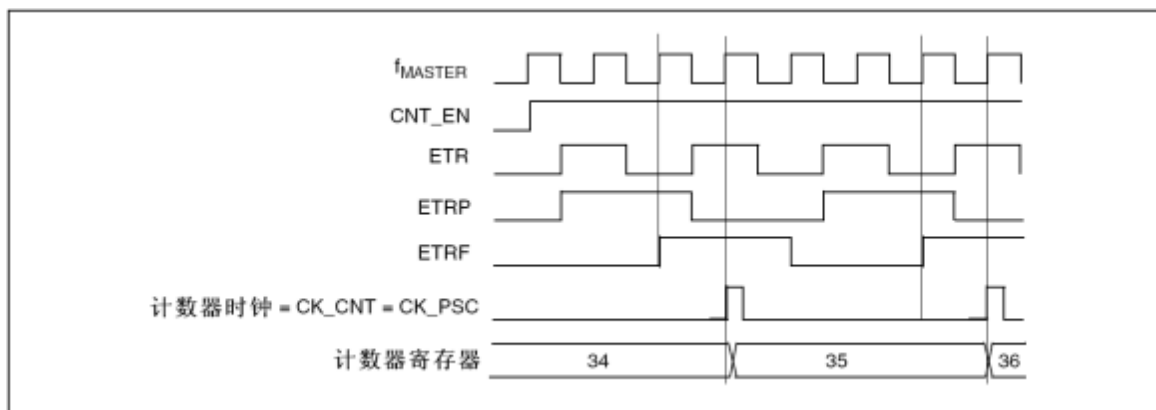 fMASTER
CNT_EN
ETR
ETRP
ETRF
计数器时钟 = CK_CNT = CK_PSC
计数器寄存器 34 35 36